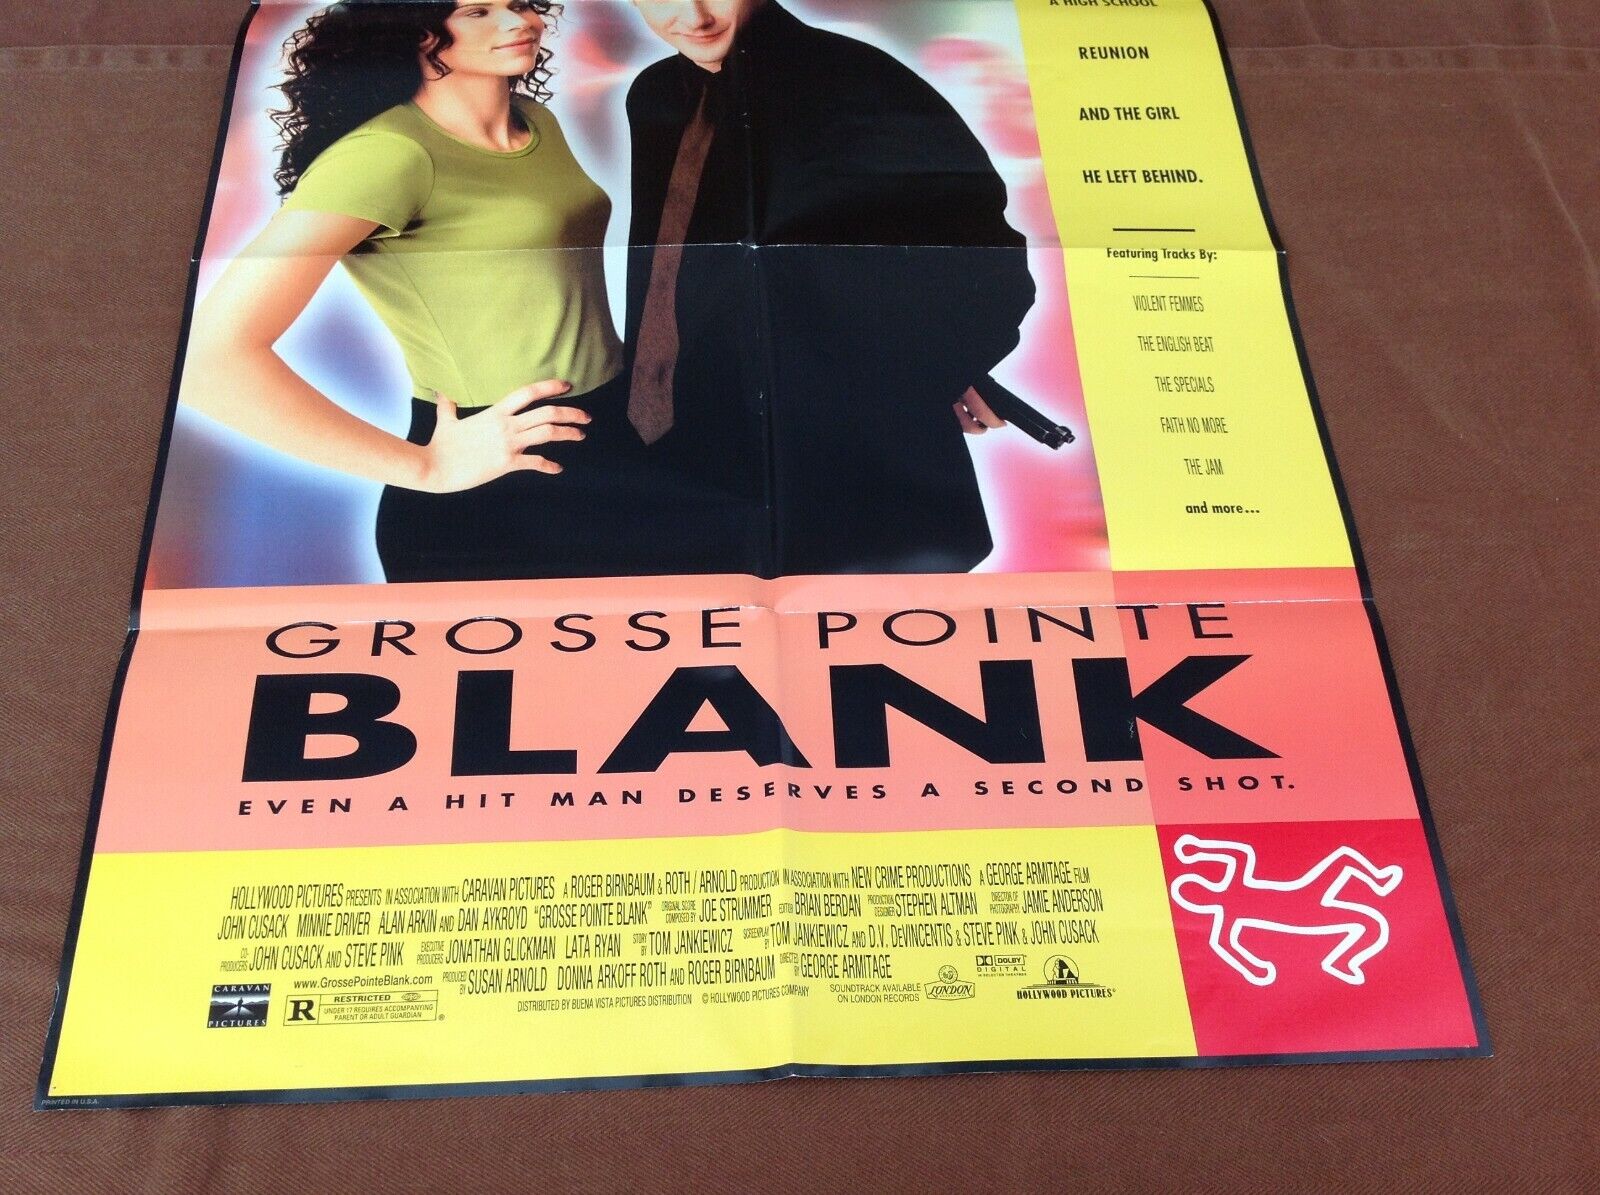 A HIGH SCHOOL
REUNION
AND THE GIRL
HE LEFT BEHIND.
Featuring Tracks By:
VIOLENT FEMMES
THE ENGLISH BEAT
THE SPECIALS
FAITH NO MORE
THE JAM
and more...
GROSSE POINTE
BLANK
EVEN A HIT MAN DESERVES A SECOND SHOT.
HOLLYWOOD PICTURES PRESENTS IN ASSOCIATION WITH CARAVAN PICTURES A ROGER BIRNBAUM & ROTH / ARNOLD PRODUCTION IN ASSOCIATION WITH NEW CRIME PRODUCTIONS A GEORGE ARMITAGE FILM
JOHN CUSACK MINNIE DRIVER ALAN ARKIN AND DAN AYKROYD "GROSSE POINTE BLANK" ORIGINAL SCORE COMPOSED BY JOE STRUMMER EDITOR BRIAN BERDAN PRODUCTION DESIGNER STEPHEN ALTMAN DIRECTOR OF PHOTOGRAPHY JAMIE ANDERSON
CO-PRODUCERS JOHN CUSACK AND STEVE PINK EXECUTIVE PRODUCERS JONATHAN GLICKMAN LATA RYAN STORY BY TOM JANKIEWICZ SCREENPLAY BY TOM JANKIEWICZ AND D.V. DeVINCENTIS & STEVE PINK & JOHN CUSACK
www.GrossePointeBlank.com PRODUCED BY SUSAN ARNOLD DONNA ARKOFF ROTH AND ROGER BIRNBAUM DIRECTED BY GEORGE ARMITAGE
CARAVAN
PICTURES
R
RESTRICTED
UNDER 17 REQUIRES ACCOMPANYING
PARENT OR ADULT GUARDIAN
®
DISTRIBUTED BY BUENA VISTA PICTURES DISTRIBUTION © HOLLYWOOD PICTURES COMPANY
SOUNDTRACK AVAILABLE
ON LONDON RECORDS
LONDON
DOLBY
DIGITAL
IN SELECTED THEATRES
HOLLYWOOD PICTURES®
PRINTED IN U.S.A.